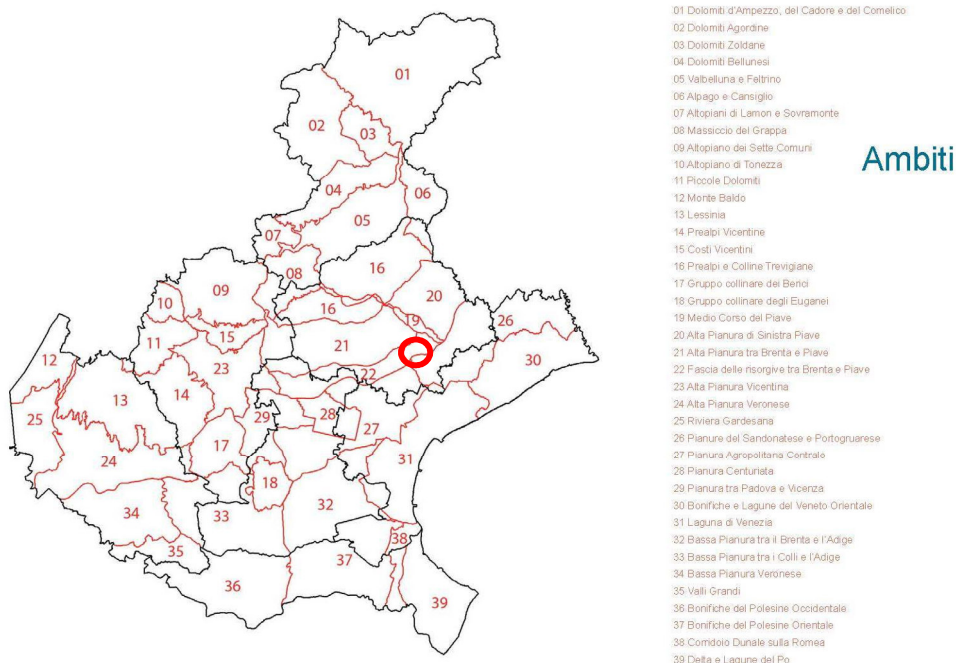 01 Dolomiti d'Ampezzo, del Cadore e del Comelico
02 Dolomiti Agordine
03 Dolomiti Zoldane
04 Dolomiti Bellunesi
05 Valbelluna e Feltrino
06 Alpago e Cansiglio
07 Altopiani di Lamon e Sovramonte
08 Massiccio del Grappa
09 Altopiano dei Sette Comuni
10 Altopiano di Tonezza
11 Piccole Dolomiti
12 Monte Baldo
13 Lessinia
14 Prealpi Vicentine
15 Costi Vicentini
16 Prealpi e Colline Trevigiane
17 Gruppo collinare dei Berici
18 Gruppo collinare degli Euganei
19 Medio Corso del Piave
20 Alta Pianura di Sinistra Piave
21 Alta Pianura tra Brenta e Piave
22 Fascia delle risorgive tra Brenta e Piave
23 Alta Pianura Vicentina
24 Alta Pianura Veronese
25 Riviera Gardesana
26 Pianure del Sandonatese e Portogruarese
27 Pianura Agropolitana Centrale
28 Pianura Centuriata
29 Pianura tra Padova e Vicenza
30 Bonifiche e Lagune del Veneto Orientale
31 Laguna di Venezia
32 Bassa Pianura tra il Brenta e l'Adige
33 Bassa Pianura tra i Colli e l'Adige
34 Bassa Pianura Veronese
35 Valli Grandi
36 Bonifiche del Polesine Occidentale
37 Bonifiche del Polesine Orientale
38 Corridoio Dunale sulla Romea
39 Delta e Lagune del Po
Ambiti
01
02
03
04
06
05
07
08
16
09
20
10
16
19
26
15
11
21
30
12
23
22
13
14
28
25
29
27
17
31
24
18
32
34
33
38
35
37
36
39